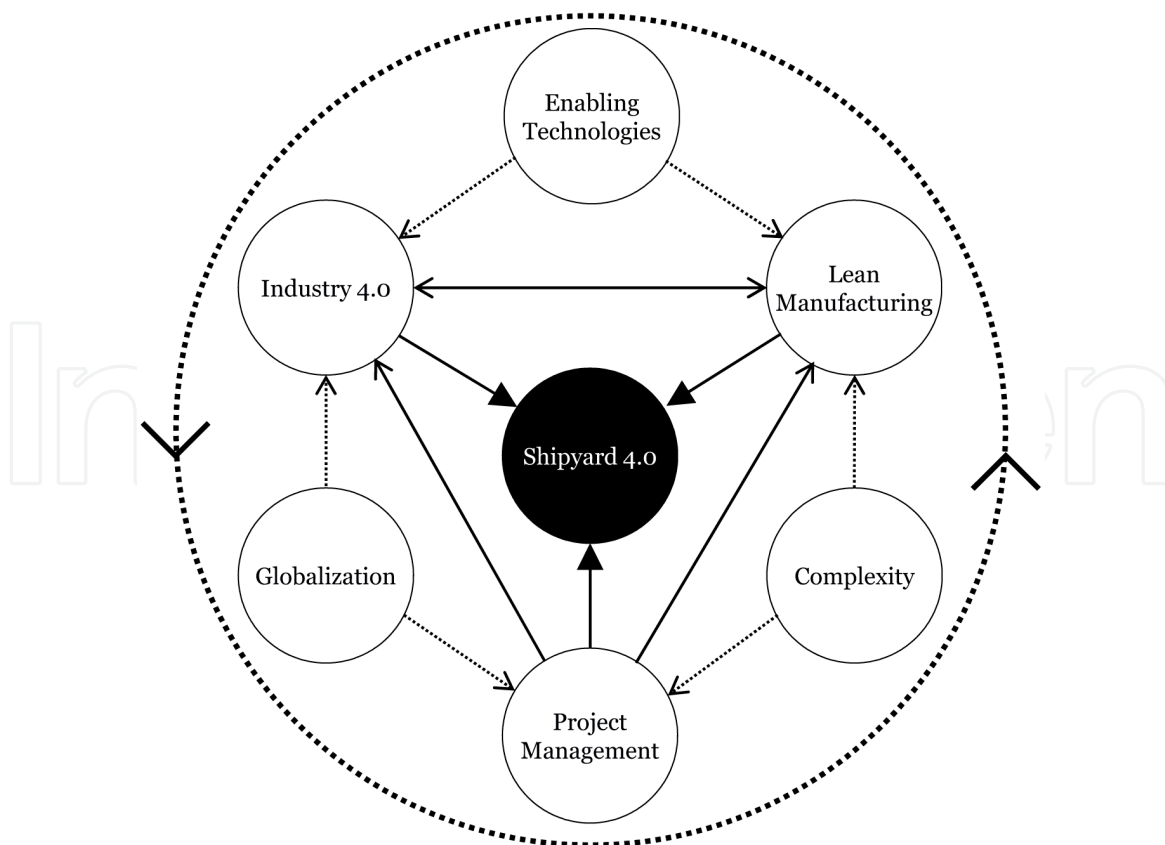 Enabling
Technologies
Industry 4.0
Lean
Manufacturing
Shipyard 4.0
Globalization
Complexity
Project
Management